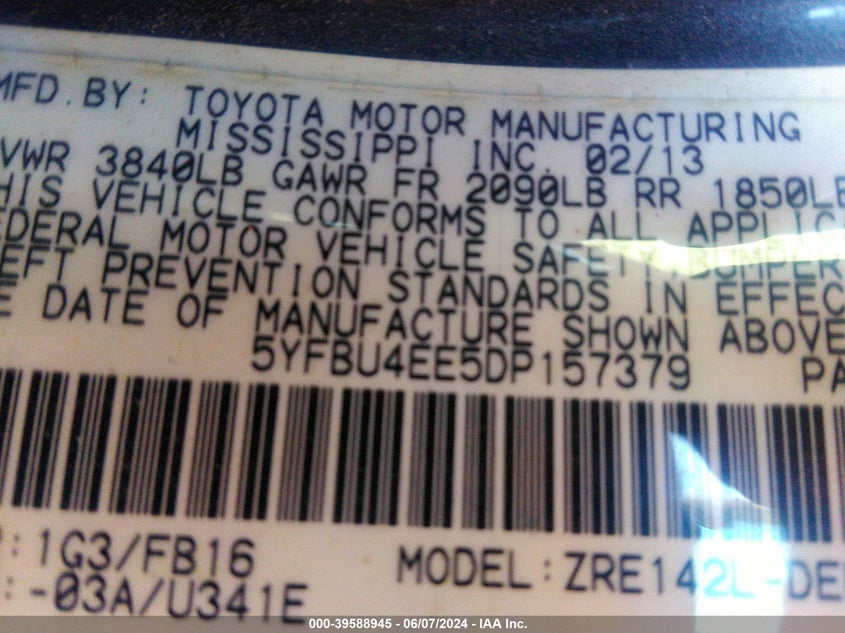 MFD. BY: TOYOTA MOTOR MANUFACTURING
MISSISSIPPI INC. 02/13
VWR 3840LB GAWR FR 2090LB RR 1850LB
HIS VEHICLE CONFORMS TO ALL APPLIC
EDERAL MOTOR VEHICLE SAFETY, BUMPER
EFT PREVENTION STANDARDS IN EFFEC
E DATE OF MANUFACTURE SHOWN ABOVE
5YFBU4EE5DP157379 PA
:1G3/FB16 MODEL:ZRE142L-DE
:-03A/U341E
000-39588945 - 06/07/2024 - IAA Inc.